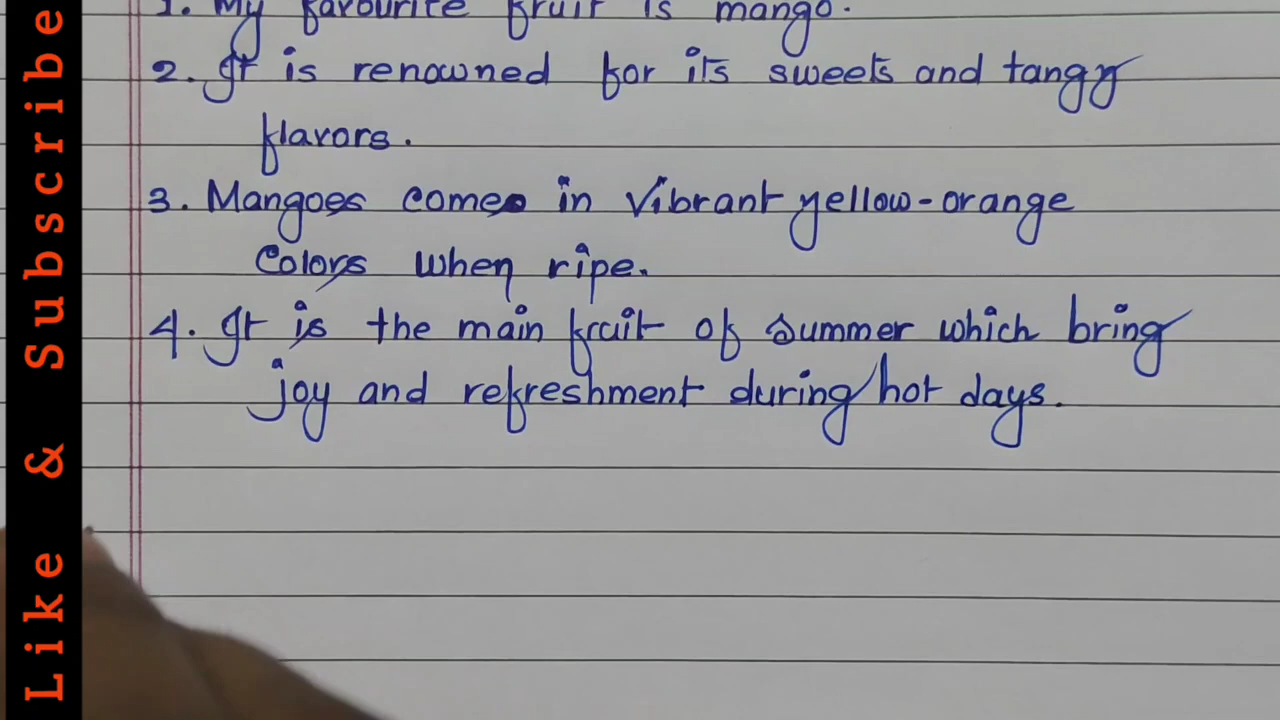 1. My favourite fruit is mango.
2. It is renowned for its sweets and tangy
flavors.
3. Mangoes come in vibrant yellow-orange
Colors when ripe.
4. It is the main fruit of summer which bring
joy and refreshment during hot days.
Like & Subscribe